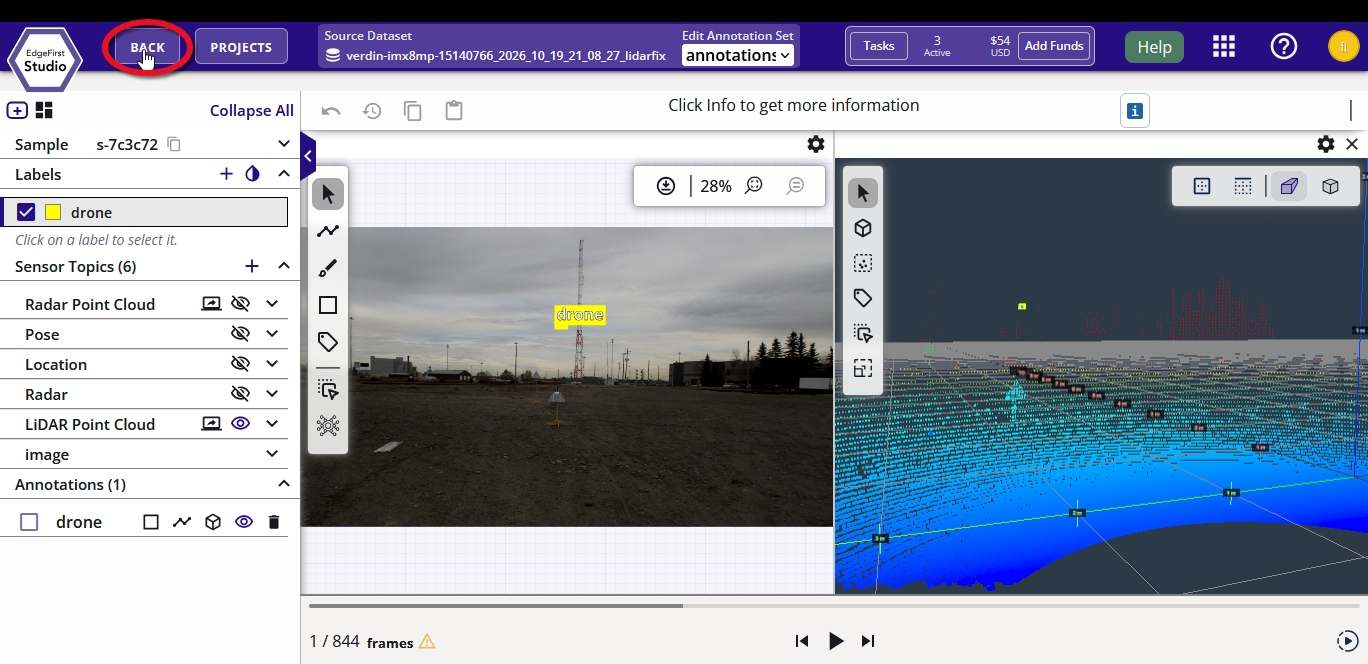 EdgeFirst
Studio
BACK
PROJECTS
Source Dataset
verdin-imx8mp-15140766_2026_10_19_21_08_27_lidarfix
Edit Annotation Set
annotations
Tasks
3
Active
$54
USD
Add Funds
Help
Collapse All
Click Info to get more information
Sample s-7c3c72
Labels
drone
Click on a label to select it.
Sensor Topics (6)
Radar Point Cloud
Pose
Location
Radar
LiDAR Point Cloud
image
Annotations (1)
drone
28%
drone
1 / 844 frames